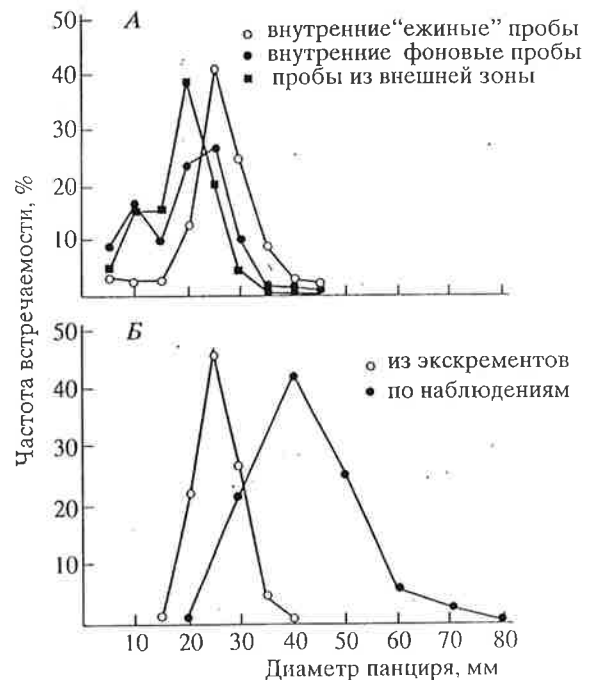 А
внутренние “ежиные” пробы
внутренние фоновые пробы
пробы из внешней зоны
50
40
30
20
10
Частота встречаемости, %
Б
из экскрементов
по наблюдениям
50
40
30
20
10
10 20 30 40 50 60 70 80
Диаметр панциря, мм